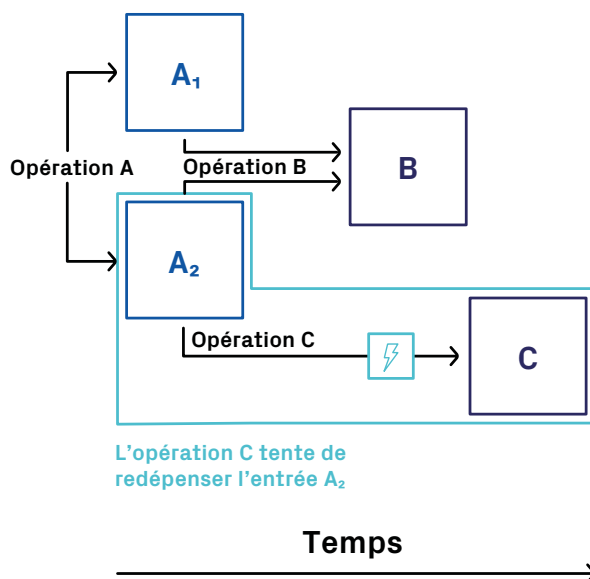 A₁
Opération A
Opération B
B
A₂
Opération C
C
L’opération C tente de
redépenser l’entrée A₂
Temps